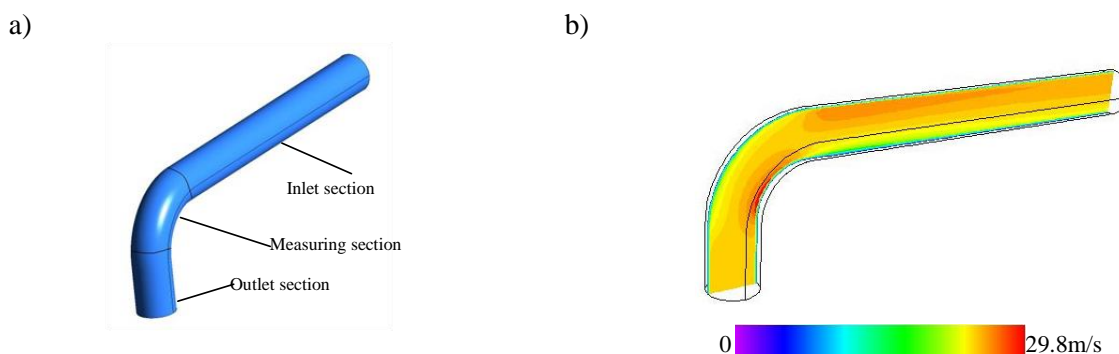 a)
b)
Inlet section
Measuring section
Outlet section
0
29.8m/s